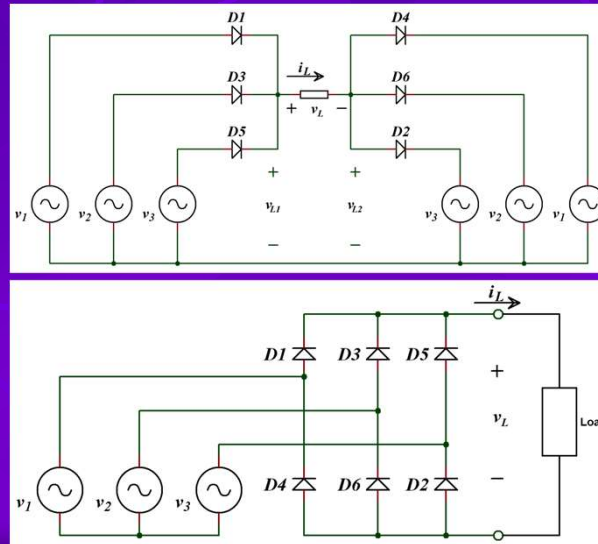 D1 D4
i_L
D3 D6
+ v_L −
D5 D2
+ +
v_1 v_2 v_3 v_L1 v_L2 v_3 v_2 v_1
− −
i_L
D1 D3 D5
+
v_L Loa
D4 D6 D2 −
v_1 v_2 v_3